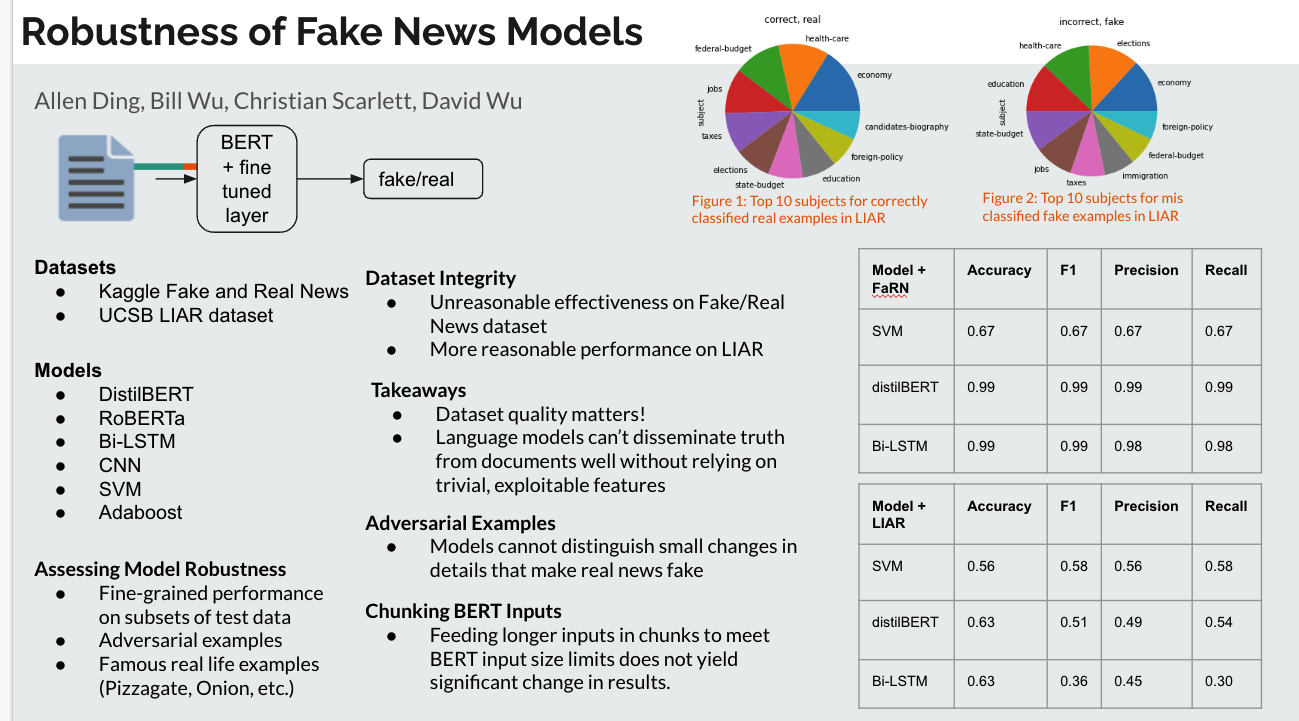 Robustness of Fake News Models
Allen Ding, Bill Wu, Christian Scarlett, David Wu
BERT
+ fine
tuned
layer
fake/real
correct, real
federal-budget
health-care
jobs
economy
subject
taxes
candidates-biography
elections
foreign-policy
state-budget
education
Figure 1: Top 10 subjects for correctly
classified real examples in LIAR
incorrect, fake
health-care
elections
education
economy
subject
state-budget
foreign-policy
jobs
federal-budget
taxes
immigration
Figure 2: Top 10 subjects for mis
classified fake examples in LIAR
Datasets
● Kaggle Fake and Real News
● UCSB LIAR dataset
Models
● DistilBERT
● RoBERTa
● Bi-LSTM
● CNN
● SVM
● Adaboost
Assessing Model Robustness
● Fine-grained performance
on subsets of test data
● Adversarial examples
● Famous real life examples
(Pizzagate, Onion, etc.)
Dataset Integrity
● Unreasonable effectiveness on Fake/Real
News dataset
● More reasonable performance on LIAR
Takeaways
● Dataset quality matters!
● Language models can’t disseminate truth
from documents well without relying on
trivial, exploitable features
Adversarial Examples
● Models cannot distinguish small changes in
details that make real news fake
Chunking BERT Inputs
● Feeding longer inputs in chunks to meet
BERT input size limits does not yield
significant change in results.
Model + FaRN Accuracy F1 Precision Recall
SVM 0.67 0.67 0.67 0.67
distilBERT 0.99 0.99 0.99 0.99
Bi-LSTM 0.99 0.99 0.98 0.98
Model + LIAR Accuracy F1 Precision Recall
SVM 0.56 0.58 0.56 0.58
distilBERT 0.63 0.51 0.49 0.54
Bi-LSTM 0.63 0.36 0.45 0.30